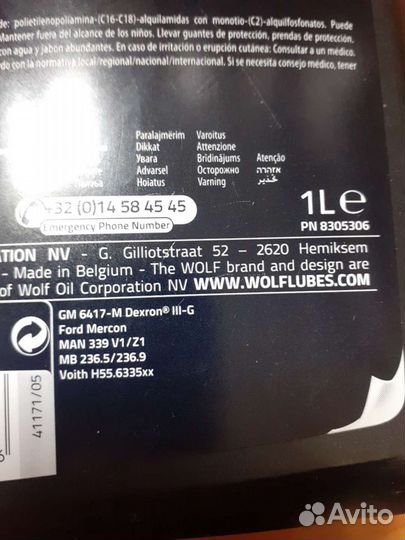 de: polietilenopoliamina-(C16-C18)-alquilamidas con monotio-(C2)-alquilfosfonatos. Puede
Mantener fuera del alcance de los niños. Llevar guantes de protección, prendas de protección.
con agua y jabón abundantes. En caso de irritación o erupción cutánea: Consultar a un médico.
do con la normativa local/regional/nacional/internacional. Si se necesita consejo médico, tener
Paralajmërim Varoitus
Dikkat Attenzione
Увага Bridinājums Atenção
Advarsel Осторожно אזהרה
Hoiatus Varning تحذير
+32 (0)14 58 45 45
Emergency Phone Number
1L e
PN 8305306
ATION NV - G. Gilliotstraat 52 – 2620 Hemiksem
- Made in Belgium - The WOLF brand and design are
of Wolf Oil Corporation NV WWW.WOLFLUBES.COM
GM 6417-M Dexron® III-G
Ford Mercon
MAN 339 V1/Z1
MB 236.5/236.9
Voith H55.6335xx
41171/05
Avito